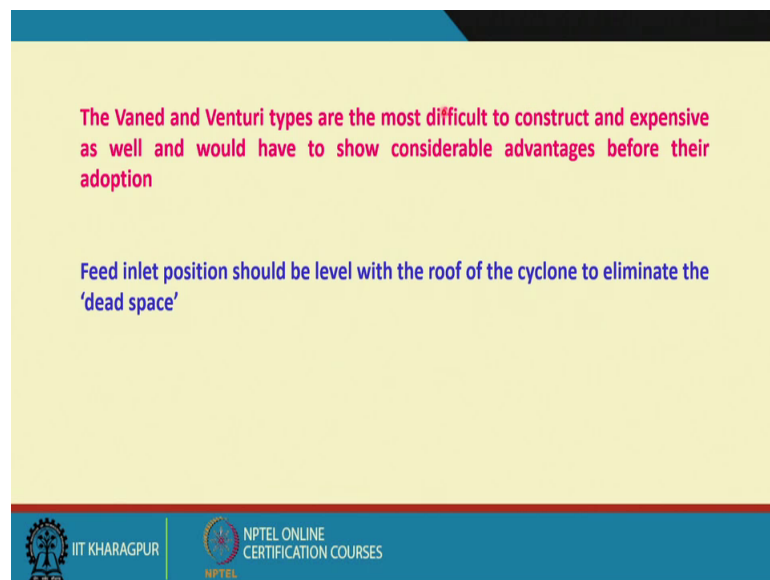 The Vaned and Venturi types are the most difficult to construct and expensive
as well and would have to show considerable advantages before their
adoption
Feed inlet position should be level with the roof of the cyclone to eliminate the
‘dead space’
IIT KHARAGPUR
NPTEL
NPTEL ONLINE
CERTIFICATION COURSES